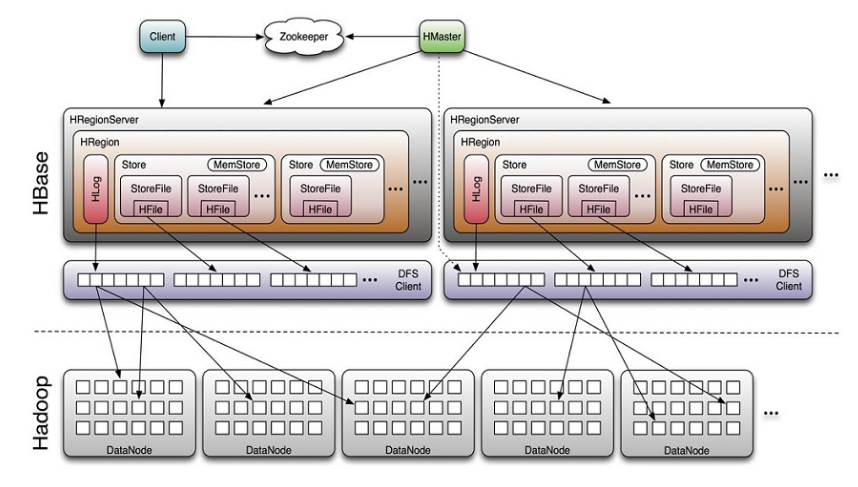 Client
Zookeeper
HMaster
HBase
HRegionServer
HRegion
HLog
Store
MemStore
StoreFile
HFile
StoreFile
HFile
...
Store
MemStore
StoreFile
HFile
...
...
HRegionServer
HRegion
HLog
Store
MemStore
StoreFile
HFile
StoreFile
HFile
...
Store
MemStore
StoreFile
HFile
...
...
...
...
DFS
Client
...
DFS
Client
Hadoop
DataNode
DataNode
DataNode
DataNode
DataNode
...